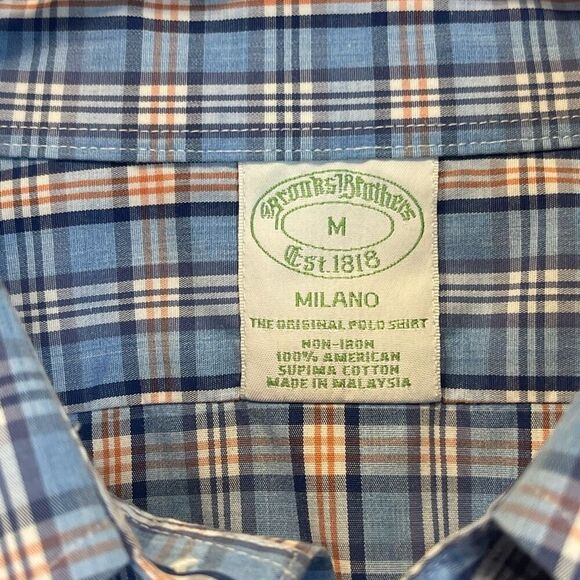 Brooks Brothers
M
Est. 1818
MILANO
THE ORIGINAL POLO SHIRT
NON-IRON
100% AMERICAN
SUPIMA COTTON
MADE IN MALAYSIA